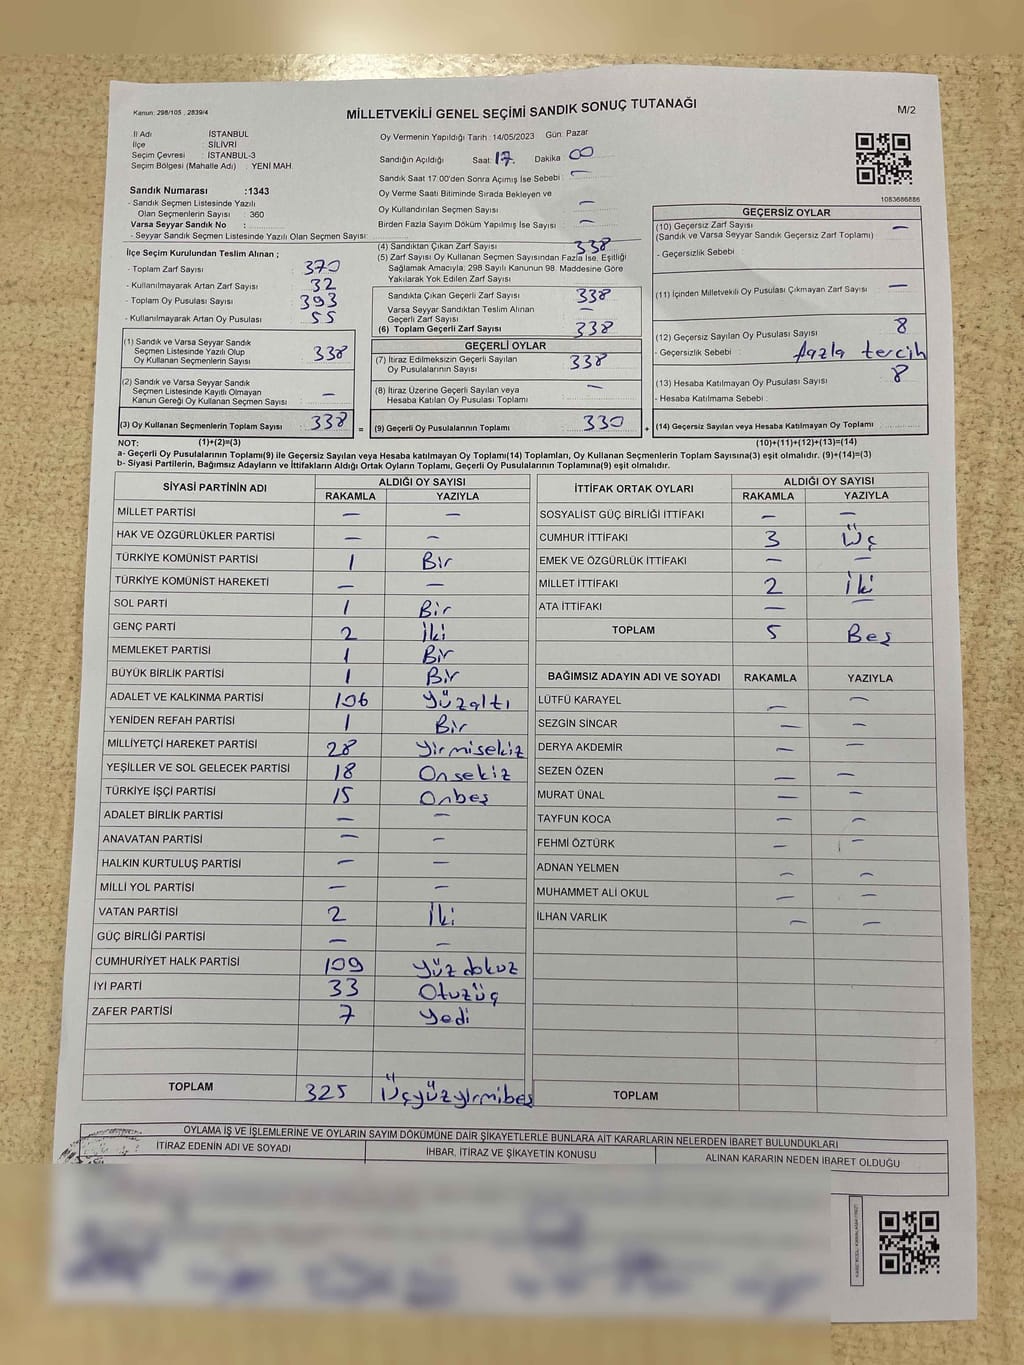 Kanun: 298/105 , 2839/4
MİLLETVEKİLİ GENEL SEÇİMİ SANDIK SONUÇ TUTANAĞI
M/2
İl Adı : İSTANBUL
İlçe : SİLİVRİ
Seçim Çevresi : İSTANBUL-3
Seçim Bölgesi (Mahalle Adı) : YENİ MAH.
Sandık Numarası :1343
- Sandık Seçmen Listesinde Yazılı
Olan Seçmenlerin Sayısı : 360
Varsa Seyyar Sandık No :
- Seyyar Sandık Seçmen Listesinde Yazılı Olan Seçmen Sayısı:
Oy Vermenin Yapıldığı Tarih : 14/05/2023 Gün: Pazar
Sandığın Açıldığı Saat: 17. Dakika 00
Sandık Saat 17:00'den Sonra Açımış İse Sebebi : —
Oy Verme Saati Bitiminde Sırada Bekleyen ve
Oy Kullandırılan Seçmen Sayısı : —
Birden Fazla Sayım Döküm Yapılmış İse Sayısı : —
1083686886
İlçe Seçim Kurulundan Teslim Alınan ;
- Toplam Zarf Sayısı : 370
- Kullanılmayarak Artan Zarf Sayısı : 32
- Toplam Oy Pusulası Sayısı : 393
- Kullanılmayarak Artan Oy Pusulası : 55
(1) Sandık ve Varsa Seyyar Sandık
Seçmen Listesinde Yazılı Olup
Oy Kullanan Seçmenlerin Sayısı : 338
(2) Sandık ve Varsa Seyyar Sandık
Seçmen Listesinde Kayıtlı Olmayan
Kanun Gereği Oy Kullanan Seçmen Sayısı : —
(3) Oy Kullanan Seçmenlerin Toplam Sayısı : 338 =
(4) Sandıktan Çıkan Zarf Sayısı : 338
(5) Zarf Sayısı Oy Kullanan Seçmen Sayısından Fazla İse, Eşitliği
Sağlamak Amacıyla; 298 Sayılı Kanunun 98. Maddesine Göre
Yakılarak Yok Edilen Zarf Sayısı :
Sandıkta Çıkan Geçerli Zarf Sayısı : 338
Varsa Seyyar Sandıktan Teslim Alınan
Geçerli Zarf Sayısı : —
(6) Toplam Geçerli Zarf Sayısı : 338
GEÇERLİ OYLAR
(7) İtiraz Edilmeksizin Geçerli Sayılan
Oy Pusulalarının Sayısı : 338
(8) İtiraz Üzerine Geçerli Sayılan veya
Hesaba Katılan Oy Pusulası Toplamı : —
(9) Geçerli Oy Pusulalarının Toplamı : 330 +
GEÇERSİZ OYLAR
(10) Geçersiz Zarf Sayısı : —
(Sandık ve Varsa Seyyar Sandık Geçersiz Zarf Toplamı)
- Geçersizlik Sebebi :
(11) İçinden Milletvekili Oy Pusulası Çıkmayan Zarf Sayısı : —
(12) Geçersiz Sayılan Oy Pusulası Sayısı : 8
- Geçersizlik Sebebi : fazla tercih
(13) Hesaba Katılmayan Oy Pusulası Sayısı : 8
- Hesaba Katılmama Sebebi :
(14) Geçersiz Sayılan veya Hesaba Katılmayan Oy Toplamı :
NOT: (1)+(2)=(3) (10)+(11)+(12)+(13)=(14)
a- Geçerli Oy Pusulalarının Toplamı(9) ile Geçersiz Sayılan veya Hesaba Katılmayan Oy Toplamı(14) Toplamları, Oy Kullanan Seçmenlerin Toplam Sayısına(3) eşit olmalıdır. (9)+(14)=(3)
b- Siyasi Partilerin, Bağımsız Adayların ve İttifakların Aldığı Ortak Oyların Toplamı, Geçerli Oy Pusulalarının Toplamına(9) eşit olmalıdır.
SİYASİ PARTİNİN ADI ALDIĞI OY SAYISI
RAKAMLA YAZIYLA
MİLLET PARTİSİ — —
HAK VE ÖZGÜRLÜKLER PARTİSİ — —
TÜRKİYE KOMÜNİST PARTİSİ 1 Bir
TÜRKİYE KOMÜNİST HAREKETİ — —
SOL PARTİ 1 Bir
GENÇ PARTİ 2 İki
MEMLEKET PARTİSİ 1 Bir
BÜYÜK BİRLİK PARTİSİ 1 Bir
ADALET VE KALKINMA PARTİSİ 106 Yüzaltı
YENİDEN REFAH PARTİSİ 1 Bir
MİLLİYETÇİ HAREKET PARTİSİ 28 Yirmisekiz
YEŞİLLER VE SOL GELECEK PARTİSİ 18 Onsekiz
TÜRKİYE İŞÇİ PARTİSİ 15 Onbeş
ADALET BİRLİK PARTİSİ — —
ANAVATAN PARTİSİ — —
HALKIN KURTULUŞ PARTİSİ — —
MİLLİ YOL PARTİSİ — —
VATAN PARTİSİ 2 İki
GÜÇ BİRLİĞİ PARTİSİ — —
CUMHURİYET HALK PARTİSİ 109 Yüzdokuz
İYİ PARTİ 33 Otuzüç
ZAFER PARTİSİ 7 Yedi
TOPLAM 325 Üçyüzyirmibeş
İTTİFAK ORTAK OYLARI ALDIĞI OY SAYISI
RAKAMLA YAZIYLA
SOSYALİST GÜÇ BİRLİĞİ İTTİFAKI — —
CUMHUR İTTİFAKI 3 Üç
EMEK VE ÖZGÜRLÜK İTTİFAKI — —
MİLLET İTTİFAKI 2 İki
ATA İTTİFAKI — —
TOPLAM 5 Beş
BAĞIMSIZ ADAYIN ADI VE SOYADI RAKAMLA YAZIYLA
LÜTFÜ KARAYEL — —
SEZGİN SİNCAR — —
DERYA AKDEMİR — —
SEZEN ÖZEN — —
MURAT ÜNAL — —
TAYFUN KOCA — —
FEHMİ ÖZTÜRK — —
ADNAN YELMEN — —
MUHAMMET ALİ OKUL — —
İLHAN VARLIK — —
TOPLAM
OYLAMA İŞ VE İŞLEMLERİNE VE OYLARIN SAYIM DÖKÜMÜNE DAİR ŞİKAYETLERLE BUNLARA AİT KARARLARIN NELERDEN İBARET BULUNDUKLARI
İTİRAZ EDENİN ADI VE SOYADI İHBAR, İTİRAZ VE ŞİKAYETİN KONUSU ALINAN KARARIN NEDEN İBARET OLDUĞU